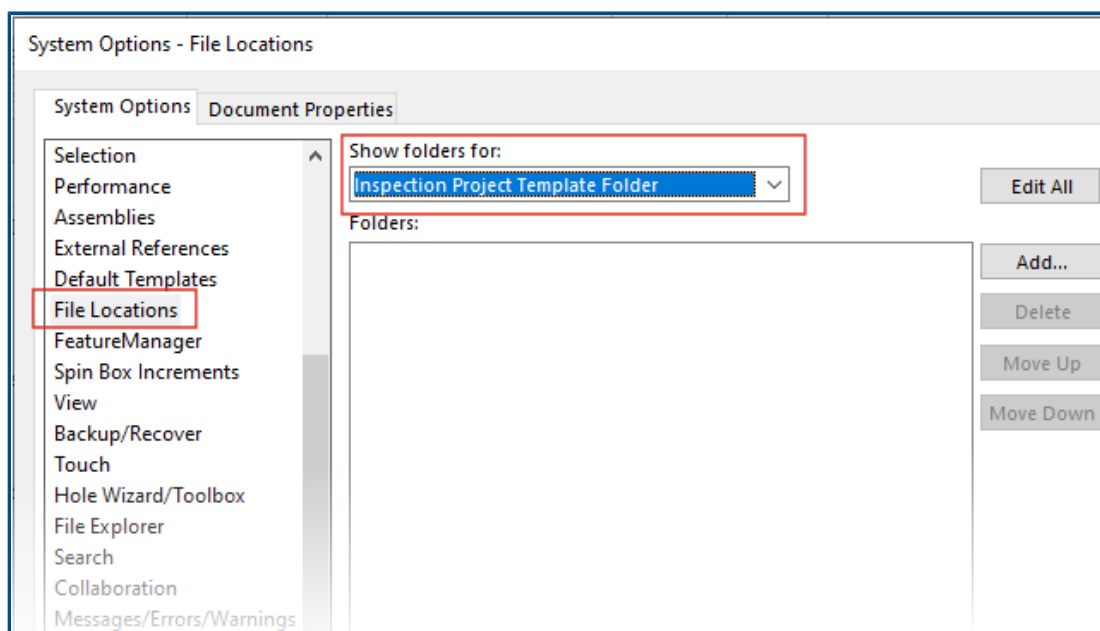 System Options - File Locations
System Options
Document Properties
Selection
Performance
Assemblies
External References
Default Templates
File Locations
FeatureManager
Spin Box Increments
View
Backup/Recover
Touch
Hole Wizard/Toolbox
File Explorer
Search
Collaboration
Messages/Errors/Warnings
Show folders for:
Inspection Project Template Folder
Folders:
Edit All
Add...
Delete
Move Up
Move Down